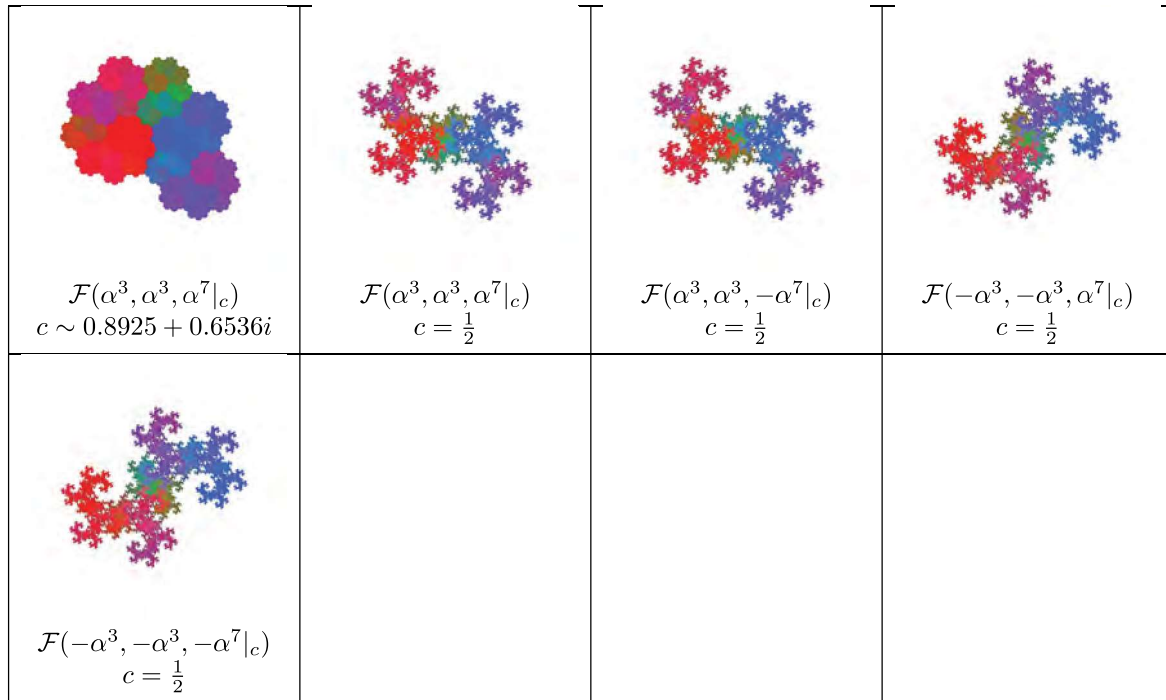 F(α³, α³, α⁷|c)
c ∼ 0.8925 + 0.6536i
F(α³, α³, α⁷|c)
c = 1/2
F(α³, α³, −α⁷|c)
c = 1/2
F(−α³, −α³, α⁷|c)
c = 1/2
F(−α³, −α³, −α⁷|c)
c = 1/2